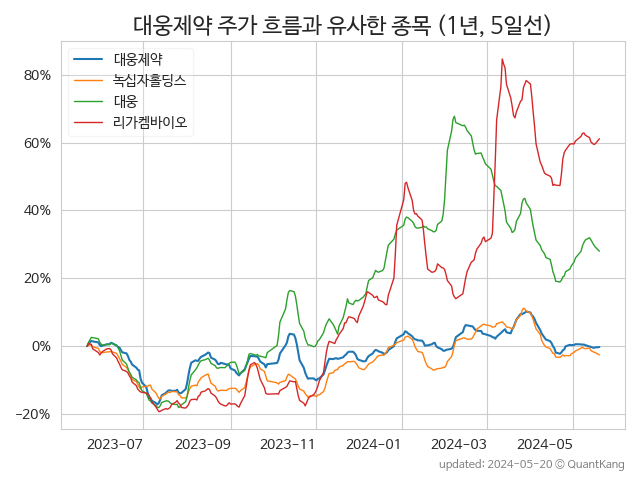 대웅제약 주가 흐름과 유사한 종목 (1년, 5일선)
대웅제약
녹십자홀딩스
대웅
리가켐바이오
80%
60%
40%
20%
0%
−20%
2023-07 2023-09 2023-11 2024-01 2024-03 2024-05
updated: 2024-05-20 © QuantKang